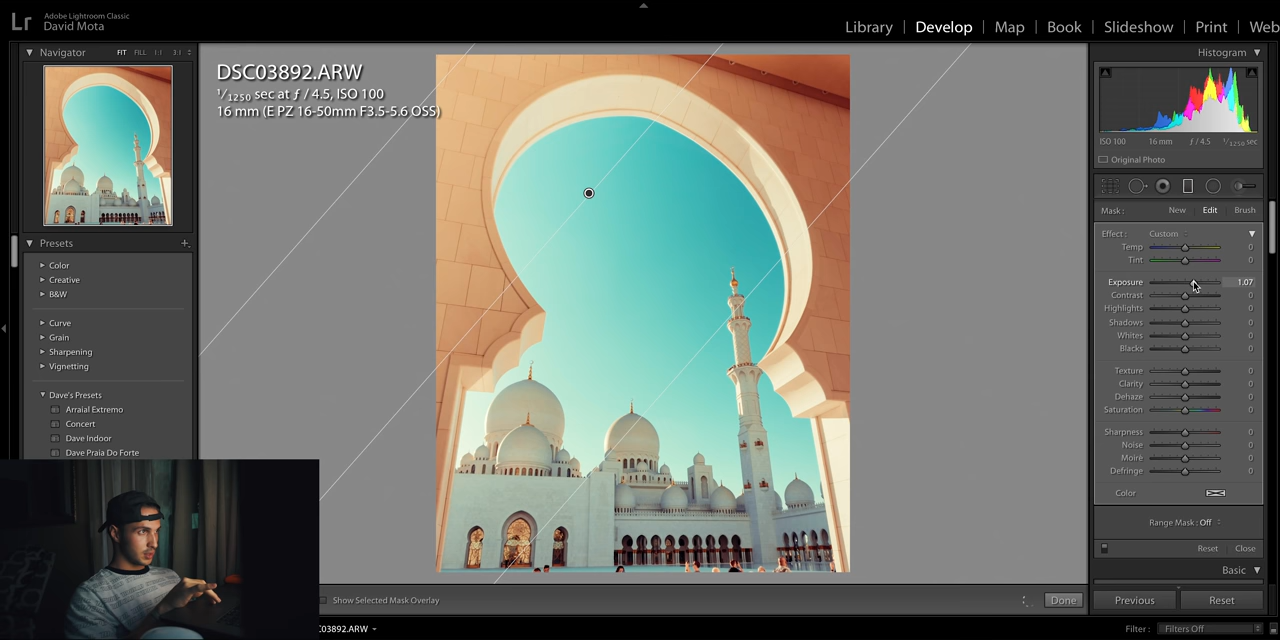 Lr Adobe Lightroom Classic
David Mota
Library | Develop | Map | Book | Slideshow | Print | Web
Navigator FIT FILL 1:1 3:1
Presets +
Color
Creative
B&W
Curve
Grain
Sharpening
Vignetting
Dave's Presets
Arraial Extremo
Concert
Dave Indoor
Dave Praia Do Forte
DSC03892.ARW
1/1250 sec at ƒ / 4.5, ISO 100
16 mm (E PZ 16-50mm F3.5-5.6 OSS)
Show Selected Mask Overlay
Done
03892.ARW
Histogram
ISO 100 16 mm ƒ / 4.5 1/1250 sec
Original Photo
Mask : New Edit Brush
Effect : Custom
Temp 0
Tint 0
Exposure 1.07
Contrast 0
Highlights 0
Shadows 0
Whites 0
Blacks 0
Texture 0
Clarity 0
Dehaze 0
Saturation 0
Sharpness 0
Noise 0
Moire 0
Defringe 0
Color
Range Mask : Off
Reset Close
Basic
Previous Reset
Filter : Filters Off